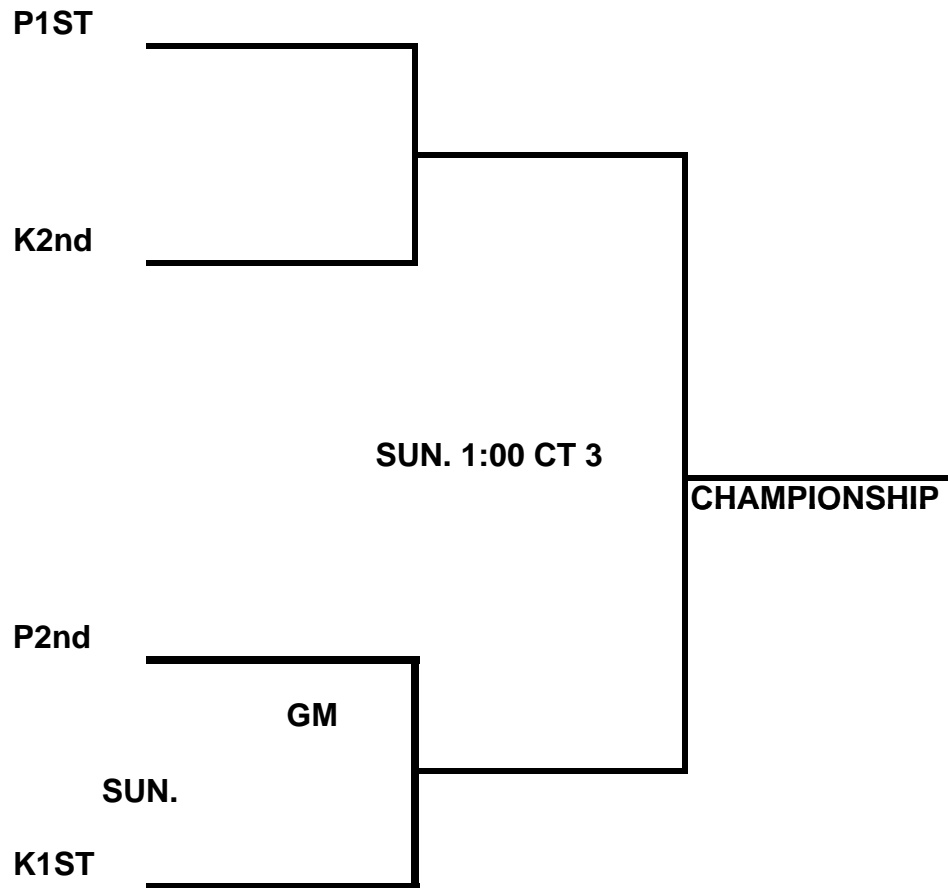 P1ST
K2nd
SUN. 1:00 CT 3
CHAMPIONSHIP
P2nd
GM
SUN.
K1ST